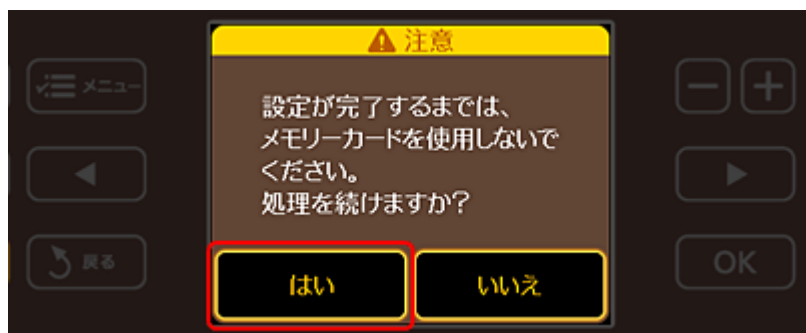 注意
メニュー
設定が完了するまでは、
メモリーカードを使用しないで
ください。
処理を続けますか?
戻る
OK
はい
いいえ